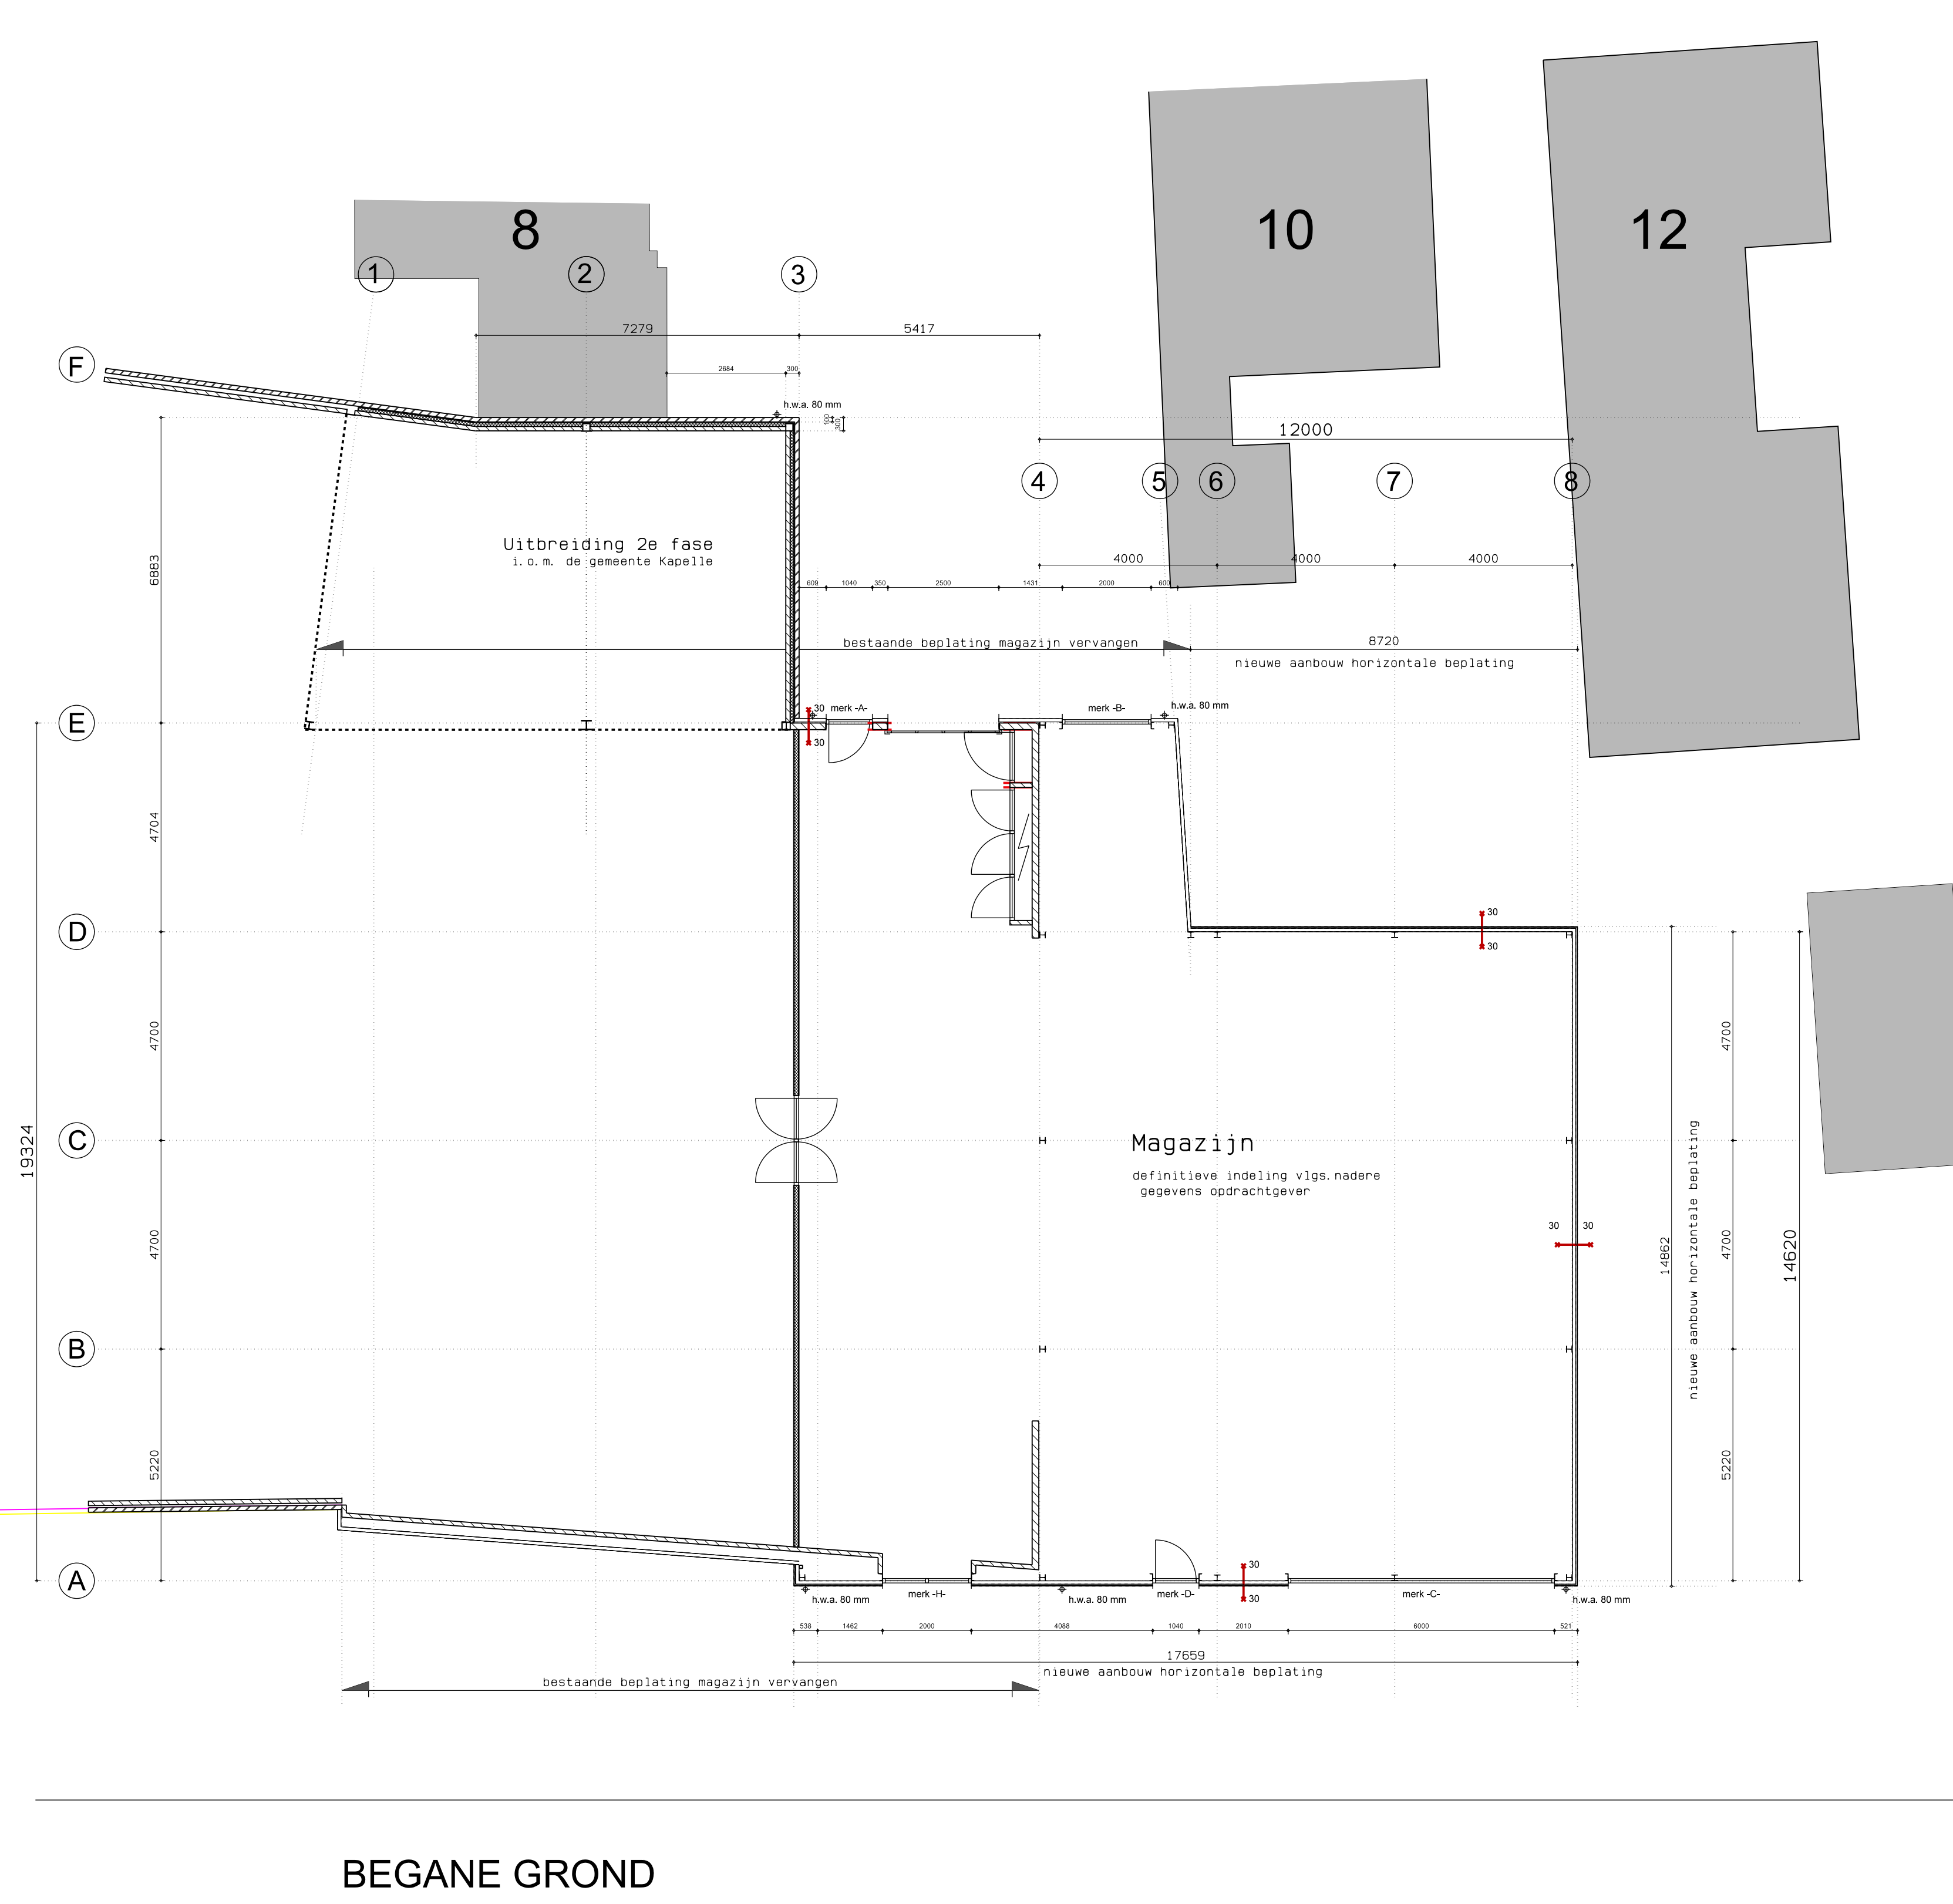 8
10
12
1
2
3
F
7279
5417
2684
300
h.w.a. 80 mm
100
300
12000
4
5
6
7
8
Uitbreiding 2e fase
i.o.m. de gemeente Kapelle
6883
4000
4000
4000
609
1040
350
2500
1431
2000
600
bestaande beplating magazijn vervangen
8720
nieuwe aanbouw horizontale beplating
E
30
merk -A-
merk -B-
h.w.a. 80 mm
30
4704
D
30
30
4700
4700
C
Magazijn
definitieve indeling vlgs.nadere
gegevens opdrachtgever
19324
4700
30
30
14862
nieuwe aanbouw horizontale beplating
4700
14620
B
5220
5220
A
30
30
h.w.a. 80 mm
merk -H-
h.w.a. 80 mm
merk -D-
merk -C-
h.w.a. 80 mm
538
1462
2000
4088
1040
2010
6000
521
17659
nieuwe aanbouw horizontale beplating
bestaande beplating magazijn vervangen
BEGANE GROND